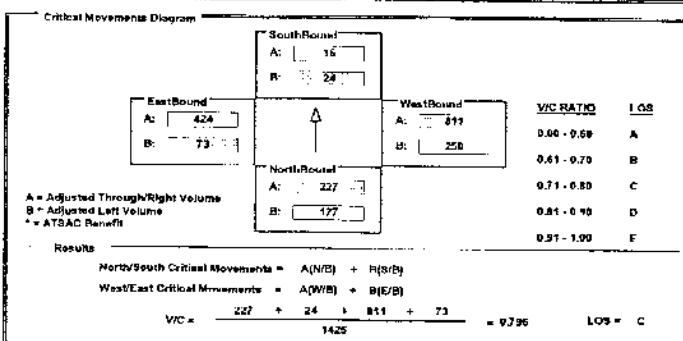 Critical Movements Diagram
SouthBound
A: 16
B: 24
EastBound
A: 424
B: 73
WestBound
A: 811
B: 250
NorthBound
A: 227
B: 177
V/C RATIO LOS
0.00 - 0.60 A
0.61 - 0.70 B
0.71 - 0.80 C
0.81 - 0.90 D
0.91 - 1.00 E
A = Adjusted Through/Right Volume
B = Adjusted Left Volume
* = ATSAC Benefit
Results
North/South Critical Movements = A(N/B) + B(S/B)
West/East Critical Movements = A(W/B) + B(E/B)
V/C = 227 + 24 + 811 + 73 = 0.796 LOS = C
1425